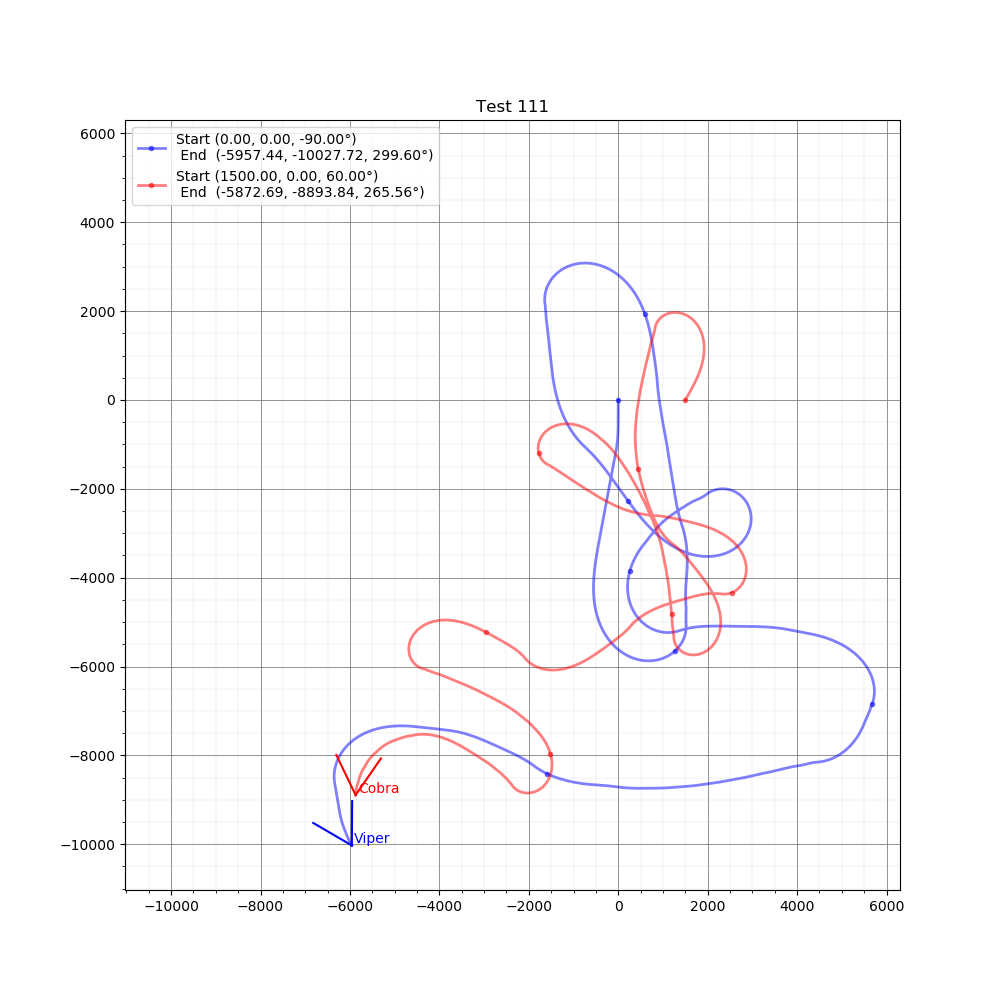 Test 111
Start (0.00, 0.00, -90.00°)
End (-5957.44, -10027.72, 299.60°)
Start (1500.00, 0.00, 60.00°)
End (-5872.69, -8893.84, 265.56°)
6000
4000
2000
0
−2000
−4000
−6000
−8000
−10000
Cobra
Viper
−10000 −8000 −6000 −4000 −2000 0 2000 4000 6000